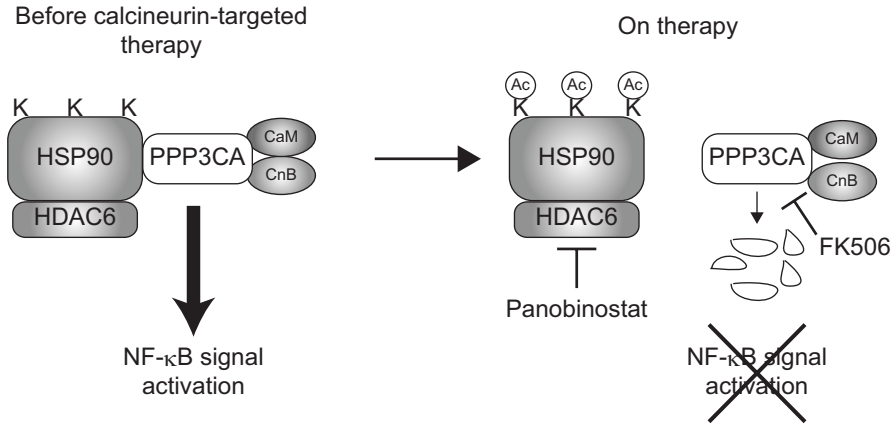 Before calcineurin-targeted
therapy
K K K
HSP90
PPP3CA
CaM
CnB
HDAC6
NF-κB signal
activation
On therapy
Ac Ac Ac
K K K
HSP90
PPP3CA
CaM
CnB
HDAC6
FK506
Panobinostat
NF-κB signal
activation